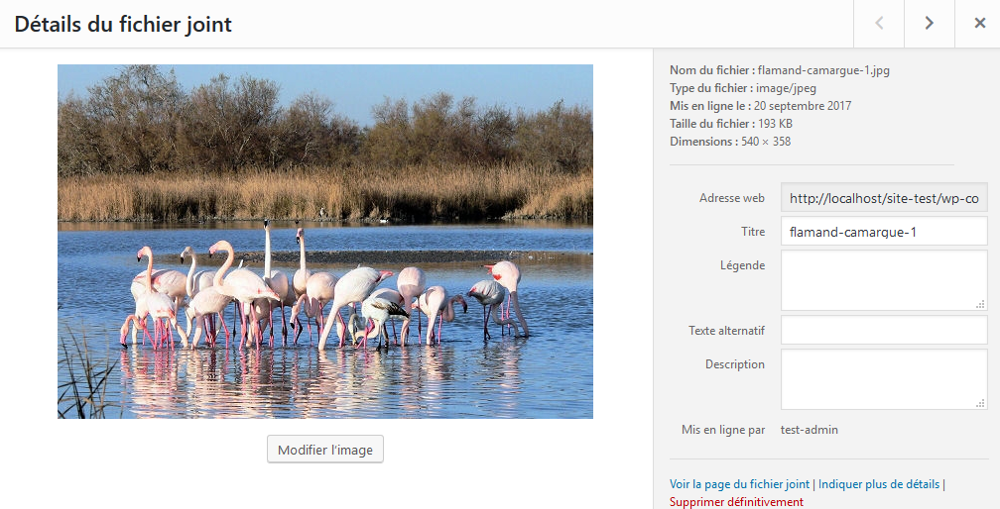 Détails du fichier joint
Nom du fichier : flamand-camargue-1.jpg
Type du fichier : image/jpeg
Mis en ligne le : 20 septembre 2017
Taille du fichier : 193 KB
Dimensions : 540 × 358
Adresse web http://localhost/site-test/wp-co
Titre flamand-camargue-1
Légende
Texte alternatif
Description
Mis en ligne par test-admin
Modifier l'image
Voir la page du fichier joint | Indiquer plus de détails |
Supprimer définitivement